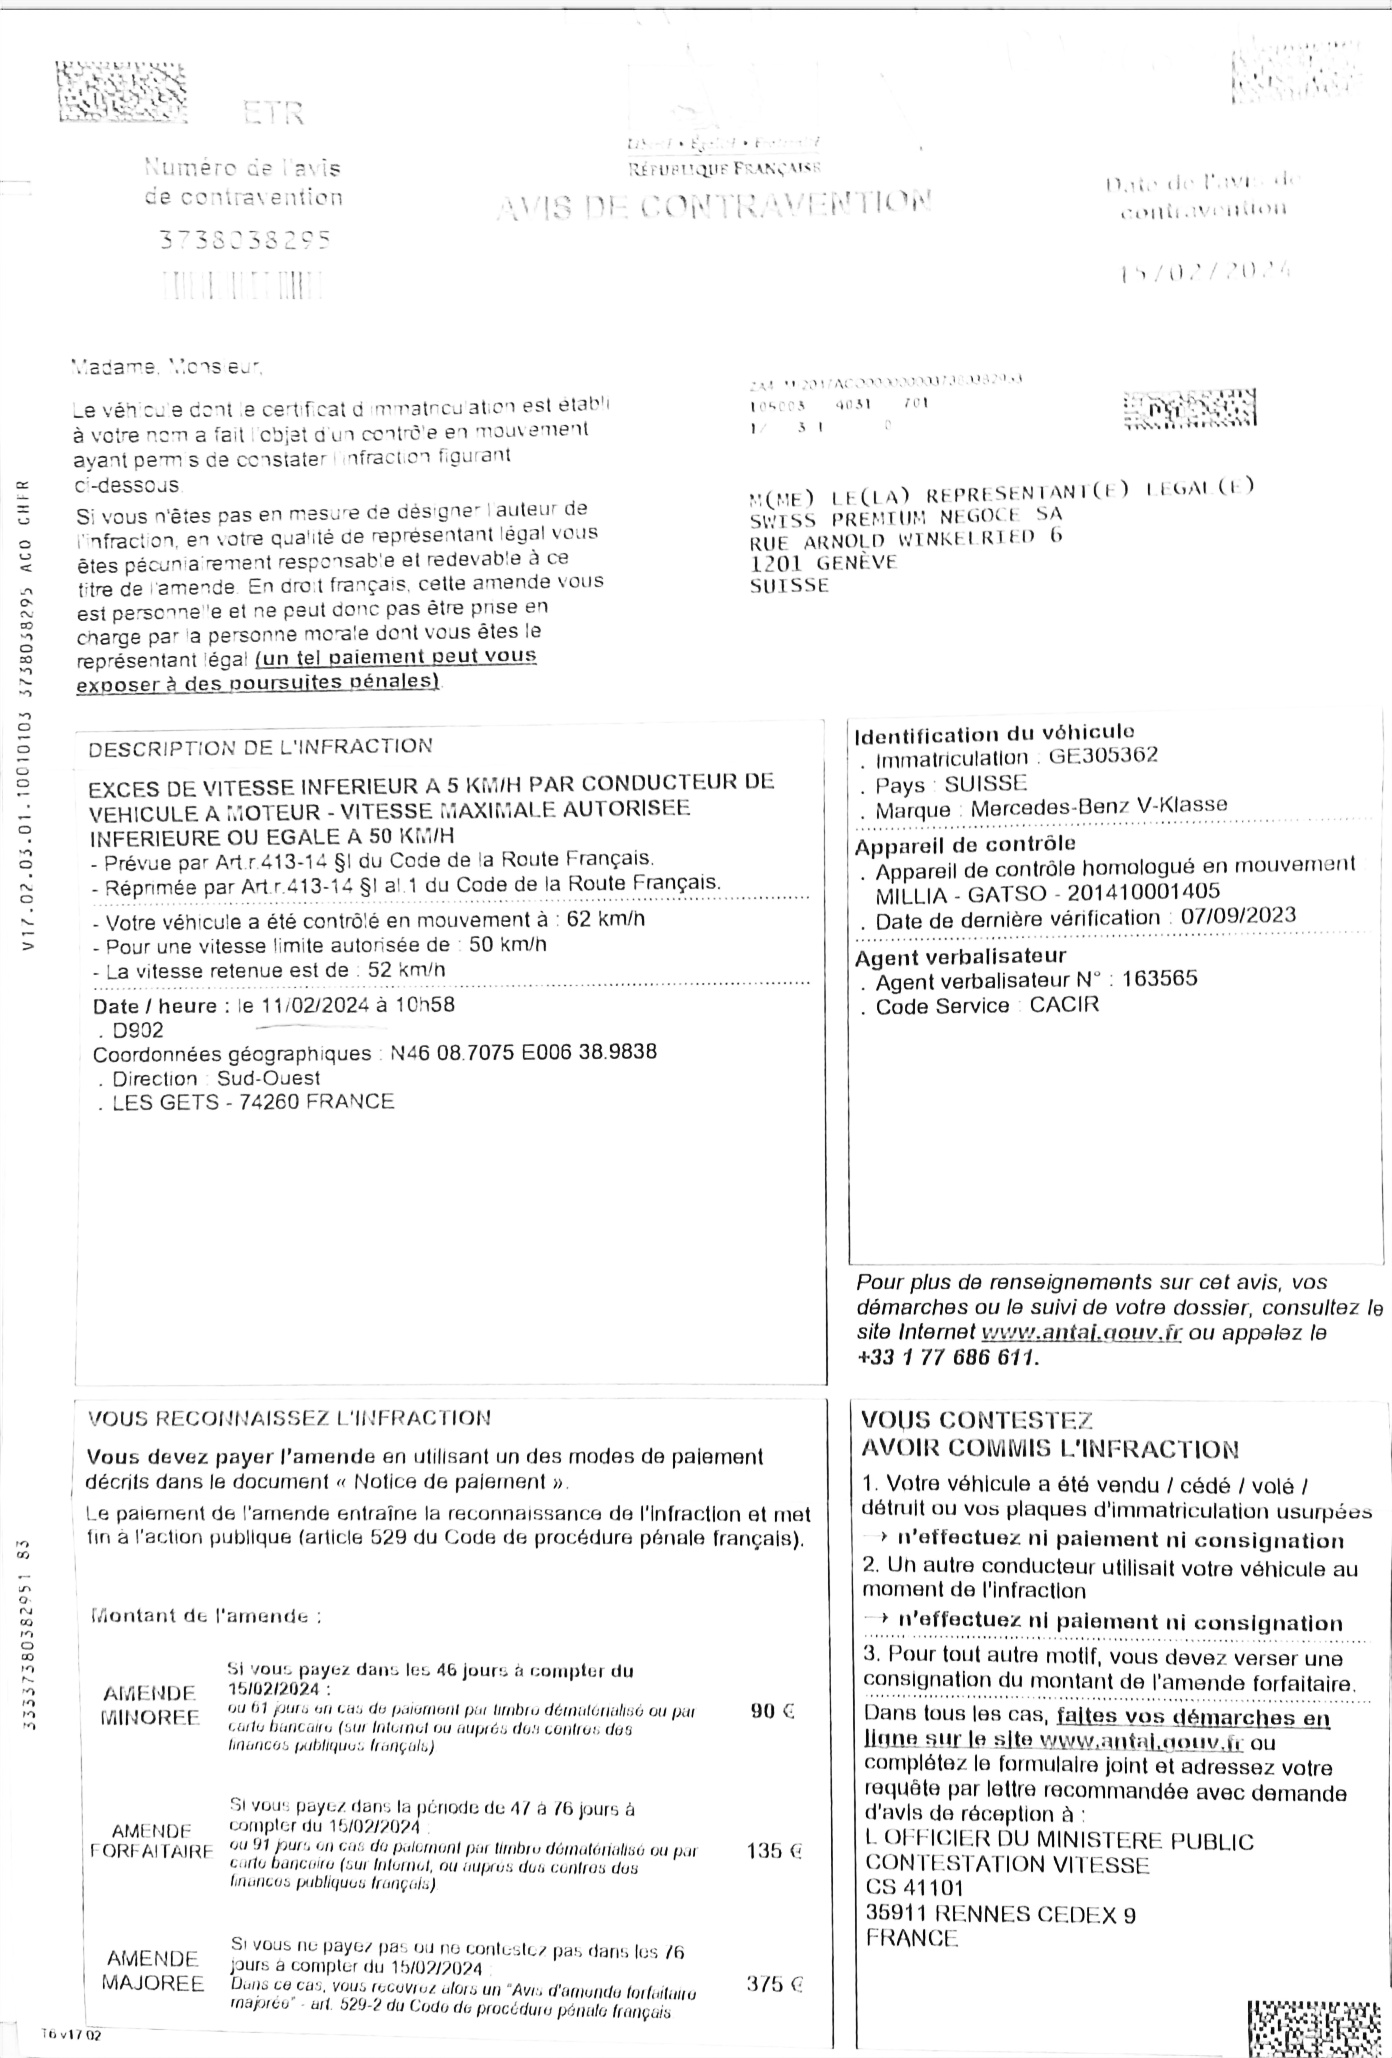 ETR
Numéro de l'avis
de contravention
3738038295
Liberté • Égalité • Fraternité
RÉPUBLIQUE FRANÇAISE
AVIS DE CONTRAVENTION
Date de l'avis de
contravention
15/02/2024
Madame, Monsieur,
Le véhicule dont le certificat d'immatriculation est établi
à votre nom a fait l'objet d'un contrôle en mouvement
ayant permis de constater l'infraction figurant
ci-dessous.
Si vous n'êtes pas en mesure de désigner l'auteur de
l'infraction, en votre qualité de représentant légal vous
êtes pécuniairement responsable et redevable à ce
titre de l'amende. En droit français, cette amende vous
est personnelle et ne peut donc pas être prise en
charge par la personne morale dont vous êtes le
représentant légal (un tel paiement peut vous
exposer à des poursuites pénales).
105003 4031 701
1/ 3 1 0
M(ME) LE(LA) REPRESENTANT(E) LEGAL(E)
SWISS PREMIUM NEGOCE SA
RUE ARNOLD WINKELRIED 6
1201 GENÈVE
SUISSE
V17.02.03.01.10010103 3738038295 ACO CHFR
DESCRIPTION DE L'INFRACTION
EXCES DE VITESSE INFERIEUR A 5 KM/H PAR CONDUCTEUR DE
VEHICULE A MOTEUR - VITESSE MAXIMALE AUTORISEE
INFERIEURE OU EGALE A 50 KM/H
- Prévue par Art.r.413-14 §I du Code de la Route Français.
- Réprimée par Art.r.413-14 §I al.1 du Code de la Route Français.
- Votre véhicule a été contrôlé en mouvement à : 62 km/h
- Pour une vitesse limite autorisée de : 50 km/h
- La vitesse retenue est de : 52 km/h
Date / heure : le 11/02/2024 à 10h58
. D902
Coordonnées géographiques : N46 08.7075 E006 38.9838
. Direction : Sud-Ouest
. LES GETS - 74260 FRANCE
Identification du véhicule
. Immatriculation : GE305362
. Pays : SUISSE
. Marque : Mercedes-Benz V-Klasse
Appareil de contrôle
. Appareil de contrôle homologué en mouvement
MILLIA - GATSO - 201410001405
. Date de dernière vérification : 07/09/2023
Agent verbalisateur
. Agent verbalisateur N° : 163565
. Code Service : CACIR
Pour plus de renseignements sur cet avis, vos
démarches ou le suivi de votre dossier, consultez le
site Internet www.antai.gouv.fr ou appelez le
+33 1 77 686 611.
VOUS RECONNAISSEZ L'INFRACTION
Vous devez payer l'amende en utilisant un des modes de paiement
décrits dans le document « Notice de paiement ».
Le paiement de l'amende entraîne la reconnaissance de l'infraction et met
fin à l'action publique (article 529 du Code de procédure pénale français).
Montant de l'amende :
AMENDE
MINOREE
Si vous payez dans les 46 jours à compter du
15/02/2024 :
ou 61 jours en cas de paiement par timbre dématérialisé ou par
carte bancaire (sur Internet ou auprès des centres des
finances publiques français)
90 €
AMENDE
FORFAITAIRE
Si vous payez dans la période de 47 à 76 jours à
compter du 15/02/2024 :
ou 91 jours en cas de paiement par timbre dématérialisé ou par
carte bancaire (sur Internet, ou auprès des centres des
finances publiques français)
135 €
AMENDE
MAJOREE
Si vous ne payez pas ou ne contestez pas dans les 76
jours à compter du 15/02/2024 :
Dans ce cas, vous recevrez alors un "Avis d'amende forfaitaire
majorée" - art. 529-2 du Code de procédure pénale français
375 €
VOUS CONTESTEZ
AVOIR COMMIS L'INFRACTION
1. Votre véhicule a été vendu / cédé / volé /
détruit ou vos plaques d'immatriculation usurpées
→ n'effectuez ni paiement ni consignation
2. Un autre conducteur utilisait votre véhicule au
moment de l'infraction
→ n'effectuez ni paiement ni consignation
3. Pour tout autre motif, vous devez verser une
consignation du montant de l'amende forfaitaire.
Dans tous les cas, faites vos démarches en
ligne sur le site www.antai.gouv.fr ou
complétez le formulaire joint et adressez votre
requête par lettre recommandée avec demande
d'avis de réception à :
L OFFICIER DU MINISTERE PUBLIC
CONTESTATION VITESSE
CS 41101
35911 RENNES CEDEX 9
FRANCE
33337380382951 83
T6 v17 02